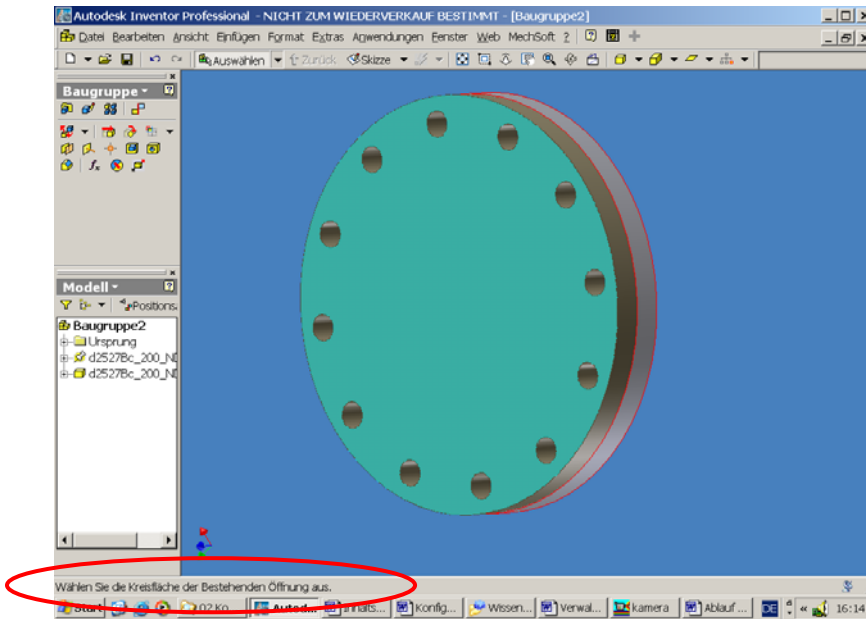 Autodesk Inventor Professional - NICHT ZUM WIEDERVERKAUF BESTIMMT - [Baugruppe2]
Datei Bearbeiten Ansicht Einfügen Format Extras Anwendungen Fenster Web MechSoft ?
Auswählen Zurück Skizze
Baugruppe
Modell
Positions.
Baugruppe2
Ursprung
d2527Bc_200_N
d2527Bc_200_N
Wählen Sie die Kreisfläche der Bestehenden Öffnung aus.
Start 02 Ko... Autod... Inhalts... Konfig... Wissen... Verwal... kamera Ablauf ... DE « 16:14